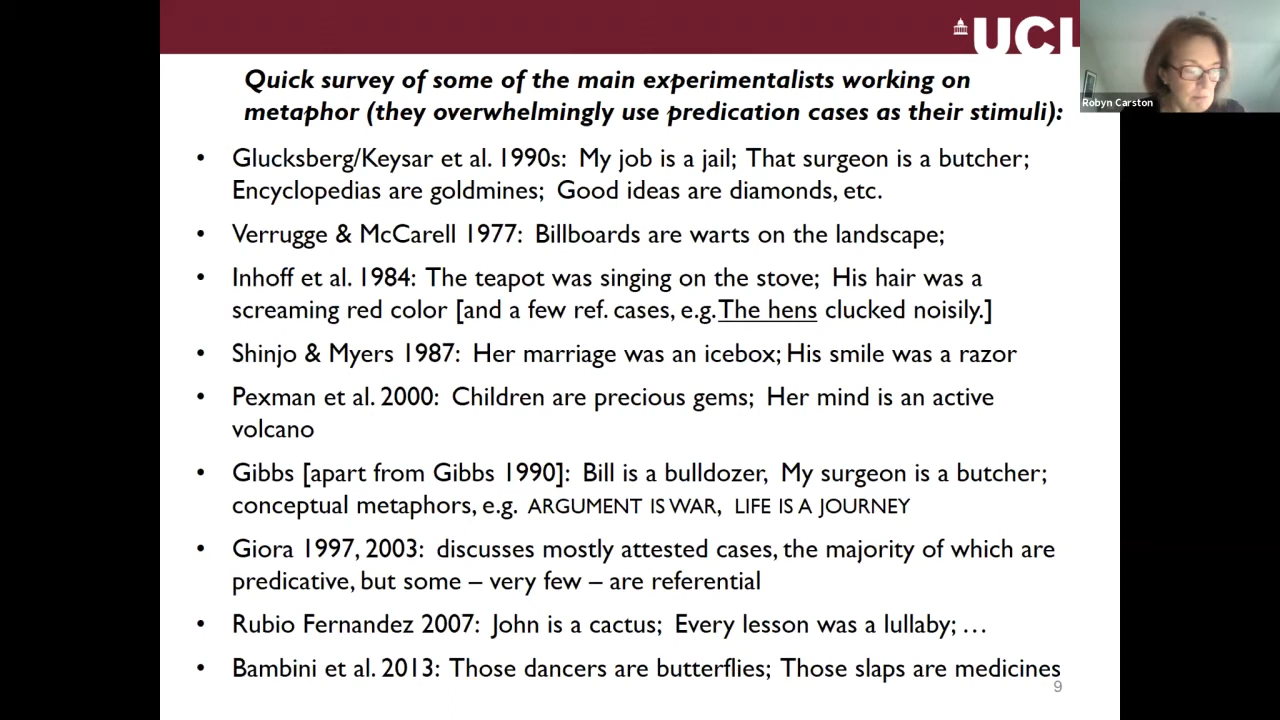 UCL
Robyn Carston
Quick survey of some of the main experimentalists working on
metaphor (they overwhelmingly use predication cases as their stimuli):
• Glucksberg/Keysar et al. 1990s: My job is a jail; That surgeon is a butcher;
Encyclopedias are goldmines; Good ideas are diamonds, etc.
• Verrugge & McCarell 1977: Billboards are warts on the landscape;
• Inhoff et al. 1984: The teapot was singing on the stove; His hair was a
screaming red color [and a few ref. cases, e.g. The hens clucked noisily.]
• Shinjo & Myers 1987: Her marriage was an icebox; His smile was a razor
• Pexman et al. 2000: Children are precious gems; Her mind is an active
volcano
• Gibbs [apart from Gibbs 1990]: Bill is a bulldozer, My surgeon is a butcher;
conceptual metaphors, e.g. ARGUMENT IS WAR, LIFE IS A JOURNEY
• Giora 1997, 2003: discusses mostly attested cases, the majority of which are
predicative, but some – very few – are referential
• Rubio Fernandez 2007: John is a cactus; Every lesson was a lullaby; …
• Bambini et al. 2013: Those dancers are butterflies; Those slaps are medicines
9